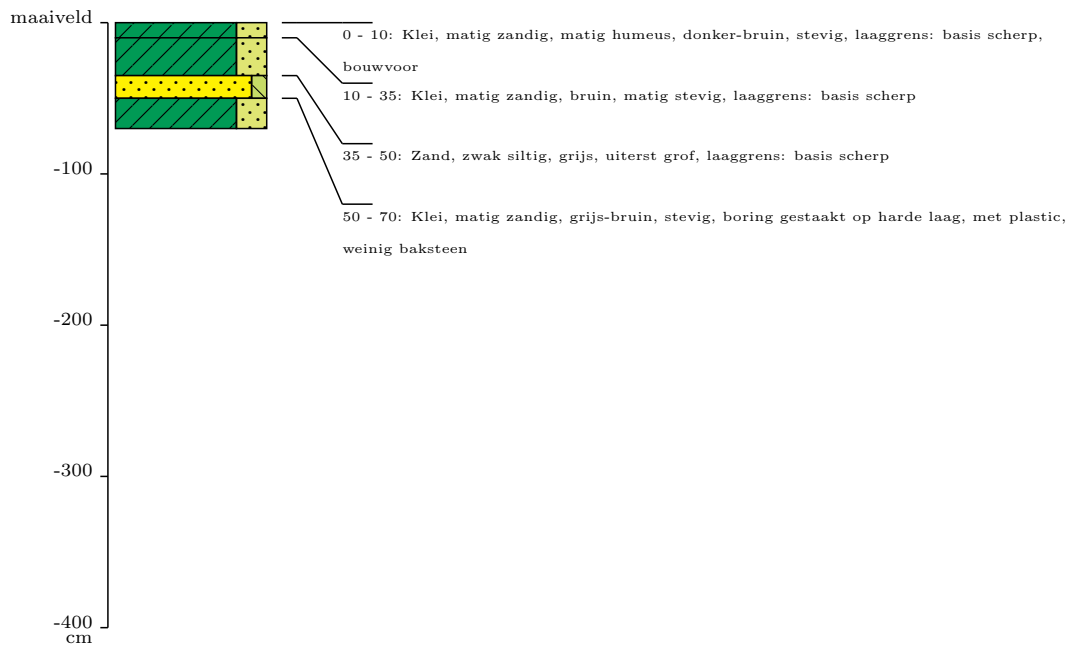 maaiveld
0 - 10: Klei, matig zandig, matig humeus, donker-bruin, stevig, laaggrens: basis scherp,
bouwvoor
10 - 35: Klei, matig zandig, bruin, matig stevig, laaggrens: basis scherp
35 - 50: Zand, zwak siltig, grijs, uiterst grof, laaggrens: basis scherp
-100
50 - 70: Klei, matig zandig, grijs-bruin, stevig, boring gestaakt op harde laag, met plastic,
weinig baksteen
-200
-300
-400
cm